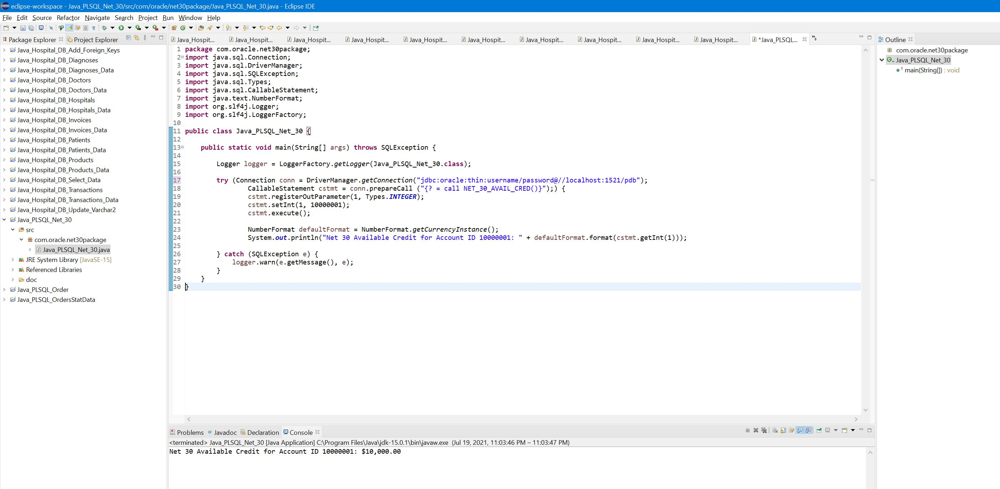 eclipse-workspace - Java_PLSQL_Net_30/src/com/oracle/net30package/Java_PLSQL_Net_30.java - Eclipse IDE
File Edit Source Refactor Navigate Search Project Run Window Help
Package Explorer Project Explorer
Java_Hospital_DB_Add_Foreign_Keys
Java_Hospital_DB_Diagnoses
Java_Hospital_DB_Diagnoses_Data
Java_Hospital_DB_Doctors
Java_Hospital_DB_Doctors_Data
Java_Hospital_DB_Hospitals
Java_Hospital_DB_Hospitals_Data
Java_Hospital_DB_Invoices
Java_Hospital_DB_Invoices_Data
Java_Hospital_DB_Patients
Java_Hospital_DB_Patients_Data
Java_Hospital_DB_Products
Java_Hospital_DB_Products_Data
Java_Hospital_DB_Select_Data
Java_Hospital_DB_Transactions
Java_Hospital_DB_Transactions_Data
Java_Hospital_DB_Update_Varchar2
Java_PLSQL_Net_30
src
com.oracle.net30package
Java_PLSQL_Net_30.java
JRE System Library [JavaSE-15]
Referenced Libraries
doc
Java_PLSQL_Order
Java_PLSQL_OrdersStatData
Java_Hospit... Java_Hospit... Java_Hospit... Java_Hospit... Java_Hospit... Java_Hospit... Java_Hospit... Java_Hospit... Java_Hospit... Java_Hospit... *Java_PLSQL... »8
1 package com.oracle.net30package;
2 import java.sql.Connection;
3 import java.sql.DriverManager;
4 import java.sql.SQLException;
5 import java.sql.Types;
6 import java.sql.CallableStatement;
7 import java.text.NumberFormat;
8 import org.slf4j.Logger;
9 import org.slf4j.LoggerFactory;
10
11 public class Java_PLSQL_Net_30 {
12
13 public static void main(String[] args) throws SQLException {
14
15 Logger logger = LoggerFactory.getLogger(Java_PLSQL_Net_30.class);
16
17 try (Connection conn = DriverManager.getConnection("jdbc:oracle:thin:username/password@//localhost:1521/pdb");
18 CallableStatement cstmt = conn.prepareCall ("{? = call NET_30_AVAIL_CRED()}");) {
19 cstmt.registerOutParameter(1, Types.INTEGER);
20 cstmt.setInt(1, 10000001);
21 cstmt.execute();
22
23 NumberFormat defaultFormat = NumberFormat.getCurrencyInstance();
24 System.out.println("Net 30 Available Credit for Account ID 10000001: " + defaultFormat.format(cstmt.getInt(1)));
25
26 } catch (SQLException e) {
27 logger.warn(e.getMessage(), e);
28 }
29 }
30 }
Outline
com.oracle.net30package
Java_PLSQL_Net_30
main(String[]) : void
Problems Javadoc Declaration Console
<terminated> Java_PLSQL_Net_30 [Java Application] C:\Program Files\Java\jdk-15.0.1\bin\javaw.exe (Jul 19, 2021, 11:03:46 PM – 11:03:47 PM)
Net 30 Available Credit for Account ID 10000001: $10,000.00